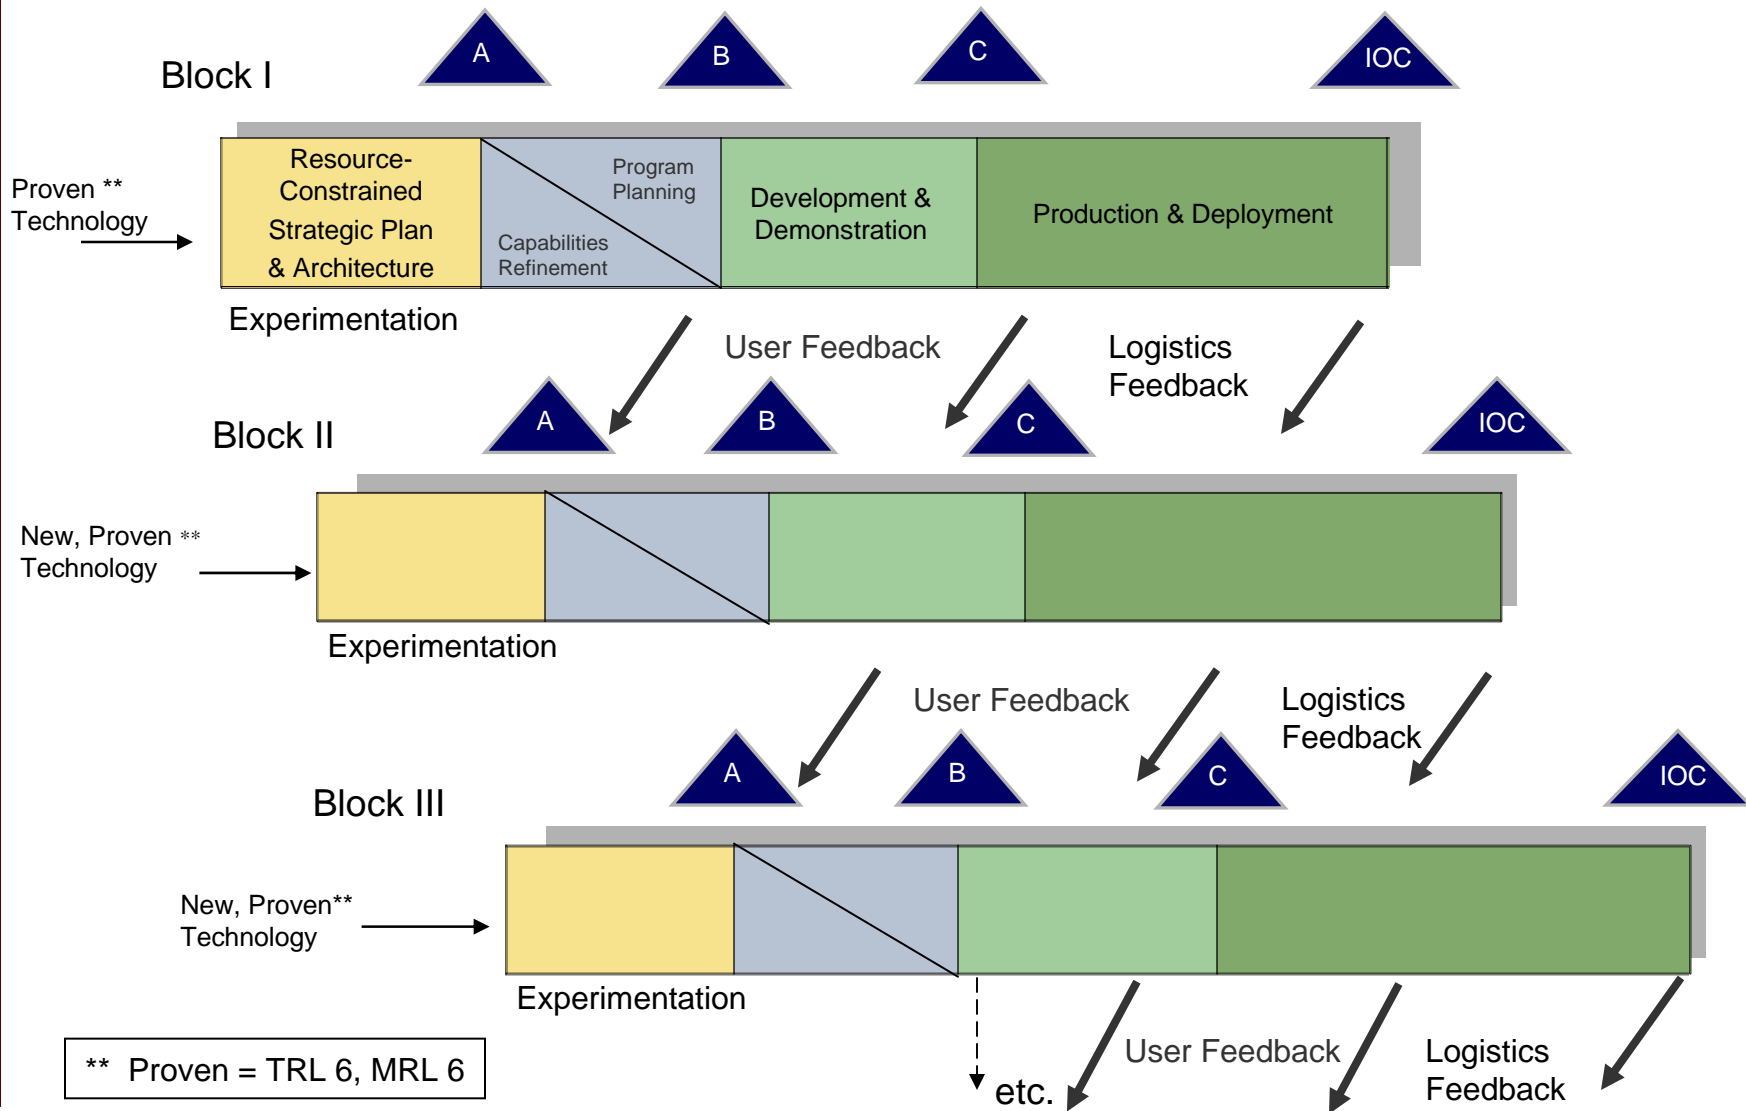 A
B
C
IOC
Block I
Resource-
Constrained
Strategic Plan
& Architecture
Program
Planning
Capabilities
Refinement
Development &
Demonstration
Production & Deployment
Proven **
Technology
Experimentation
User Feedback
Logistics
Feedback
A
B
C
IOC
Block II
New, Proven **
Technology
Experimentation
User Feedback
Logistics
Feedback
A
B
C
IOC
Block III
New, Proven**
Technology
Experimentation
** Proven = TRL 6, MRL 6
etc.
User Feedback
Logistics
Feedback